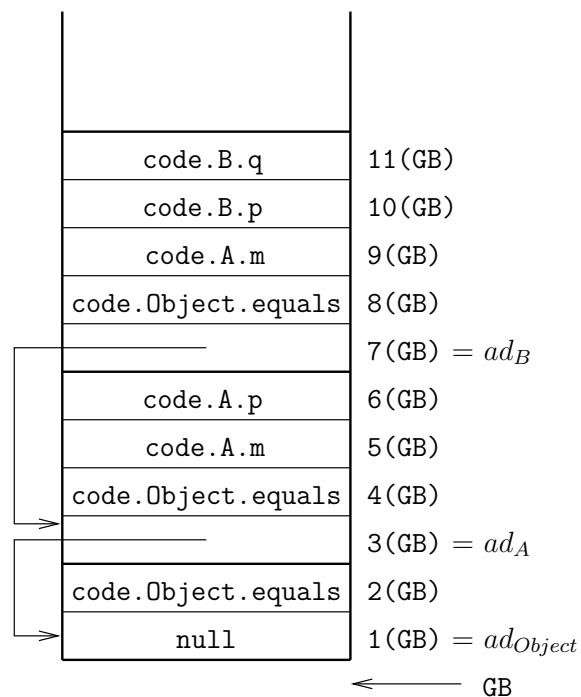 code.B.q 11(GB)
code.B.p 10(GB)
code.A.m 9(GB)
code.Object.equals 8(GB)
7(GB) = ad_B
code.A.p 6(GB)
code.A.m 5(GB)
code.Object.equals 4(GB)
3(GB) = ad_A
code.Object.equals 2(GB)
null 1(GB) = ad_Object
GB